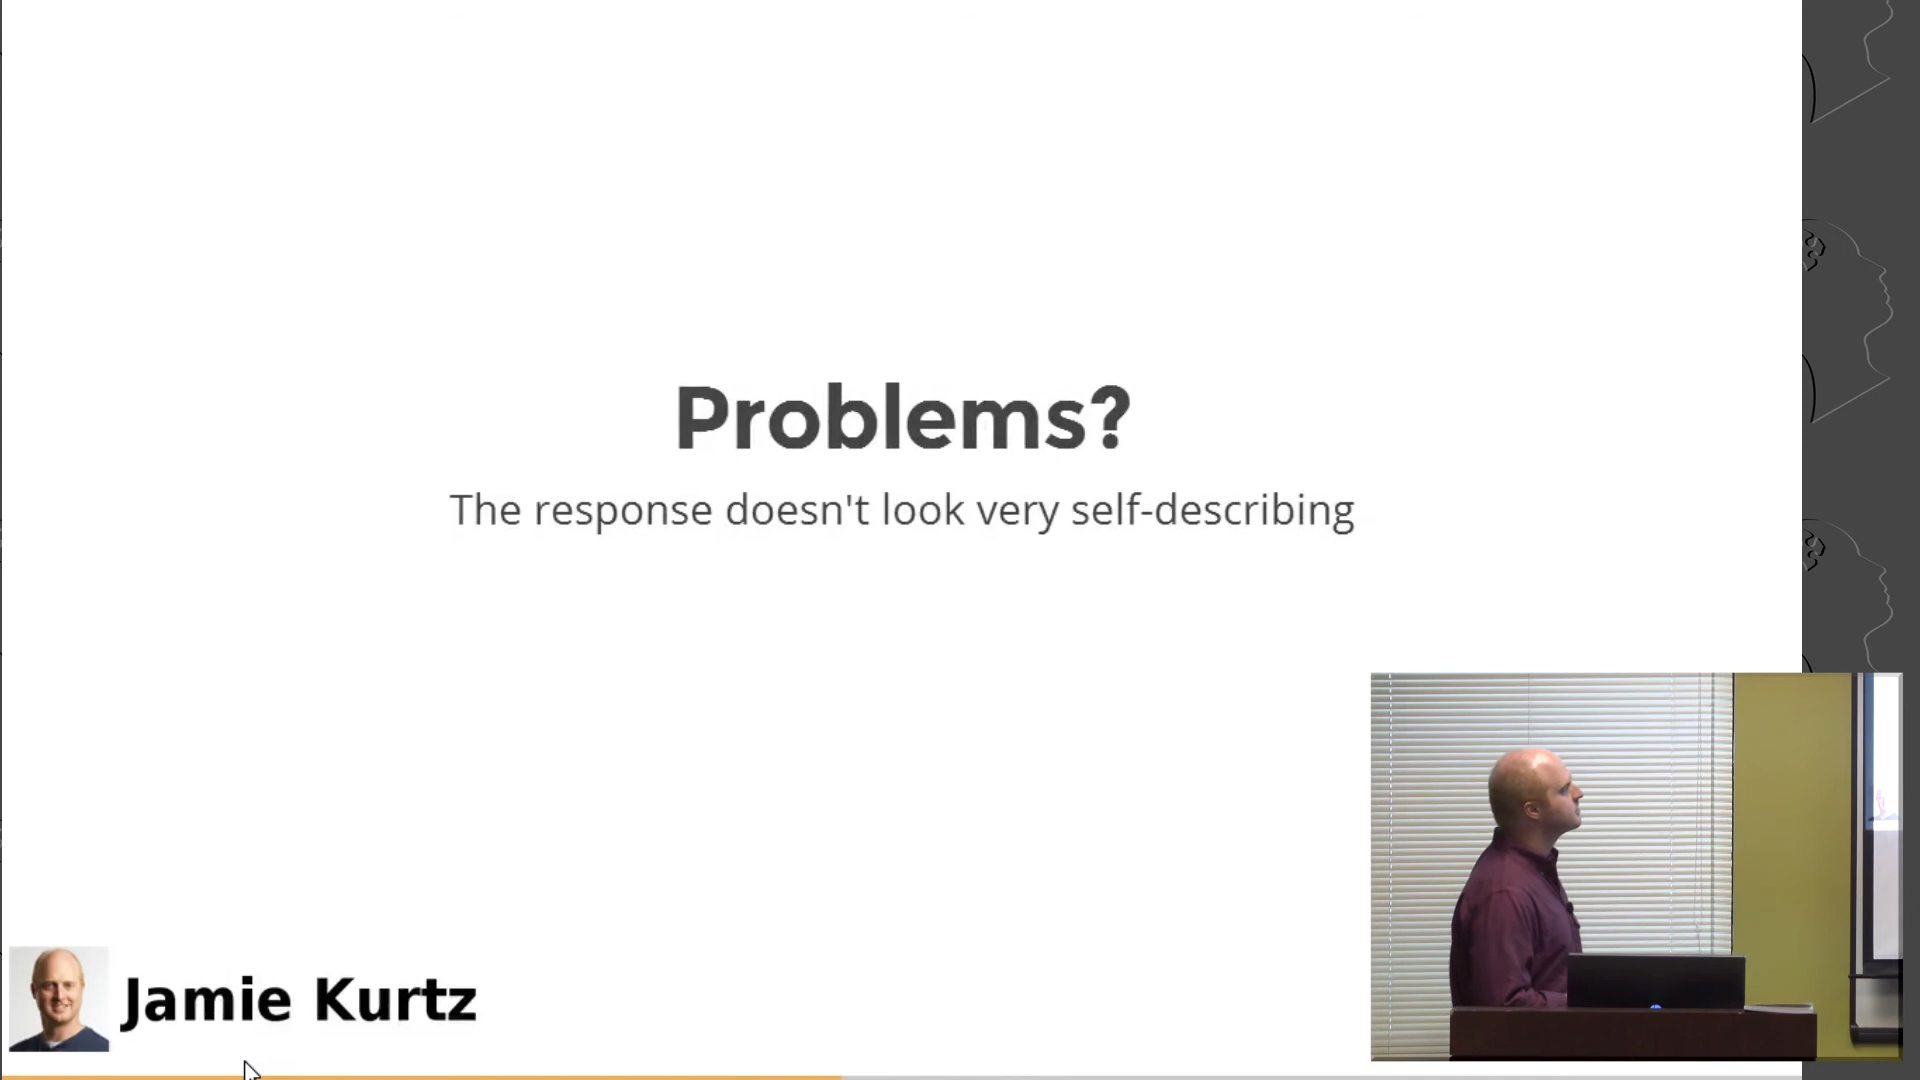 Problems?
The response doesn't look very self-describing
Jamie Kurtz